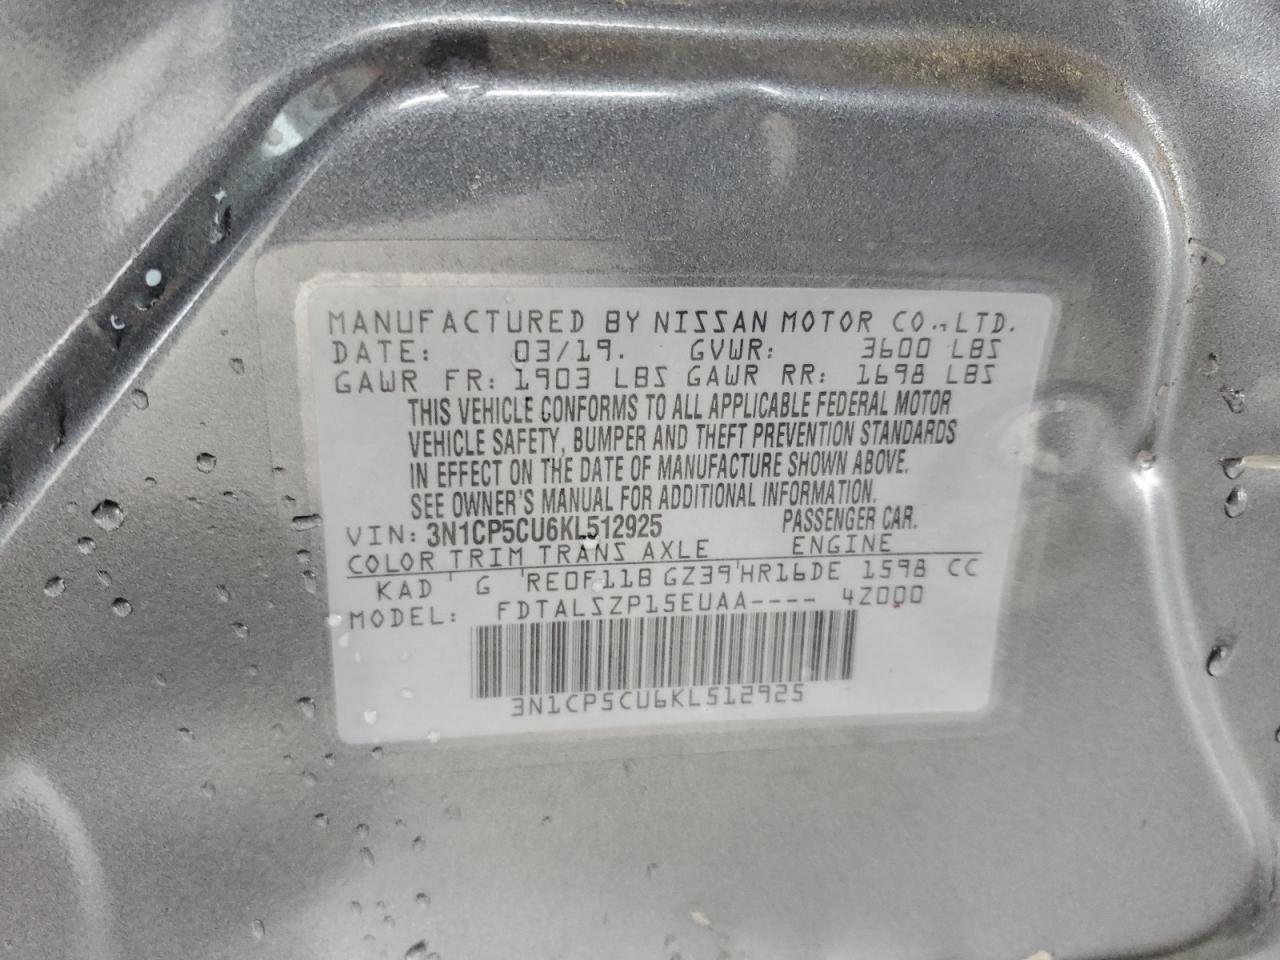 MANUFACTURED BY NISSAN MOTOR CO., LTD.
DATE: 03/19. GVWR: 3600 LBS
GAWR FR: 1903 LBS GAWR RR: 1698 LBS
THIS VEHICLE CONFORMS TO ALL APPLICABLE FEDERAL MOTOR
VEHICLE SAFETY, BUMPER AND THEFT PREVENTION STANDARDS
IN EFFECT ON THE DATE OF MANUFACTURE SHOWN ABOVE.
SEE OWNER'S MANUAL FOR ADDITIONAL INFORMATION.
VIN: 3N1CP5CU6KL512925 PASSENGER CAR.
COLOR TRIM TRANS AXLE ENGINE
KAD ' G ' RE0F11B GZ39'HR16DE 1598 CC
MODEL: FDTALSZP15EUAA---- 4Z000
3N1CP5CU6KL512925